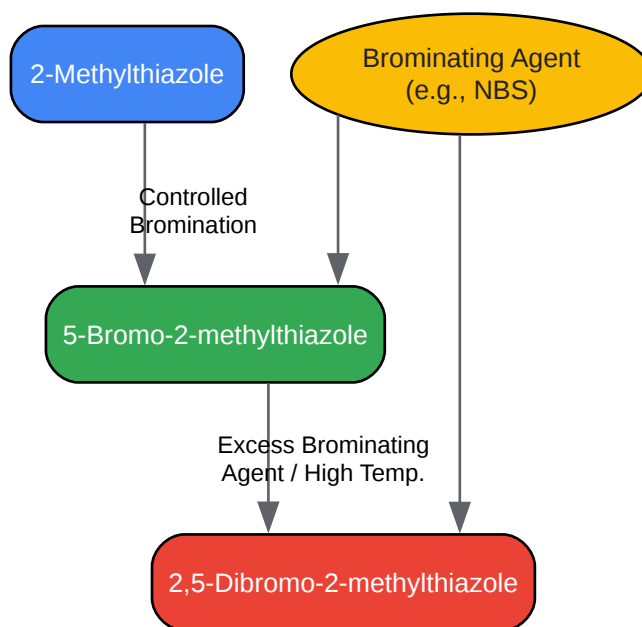 2-Methylthiazole
Brominating Agent
(e.g., NBS)
Controlled
Bromination
5-Bromo-2-methylthiazole
Excess Brominating
Agent / High Temp.
2,5-Dibromo-2-methylthiazole